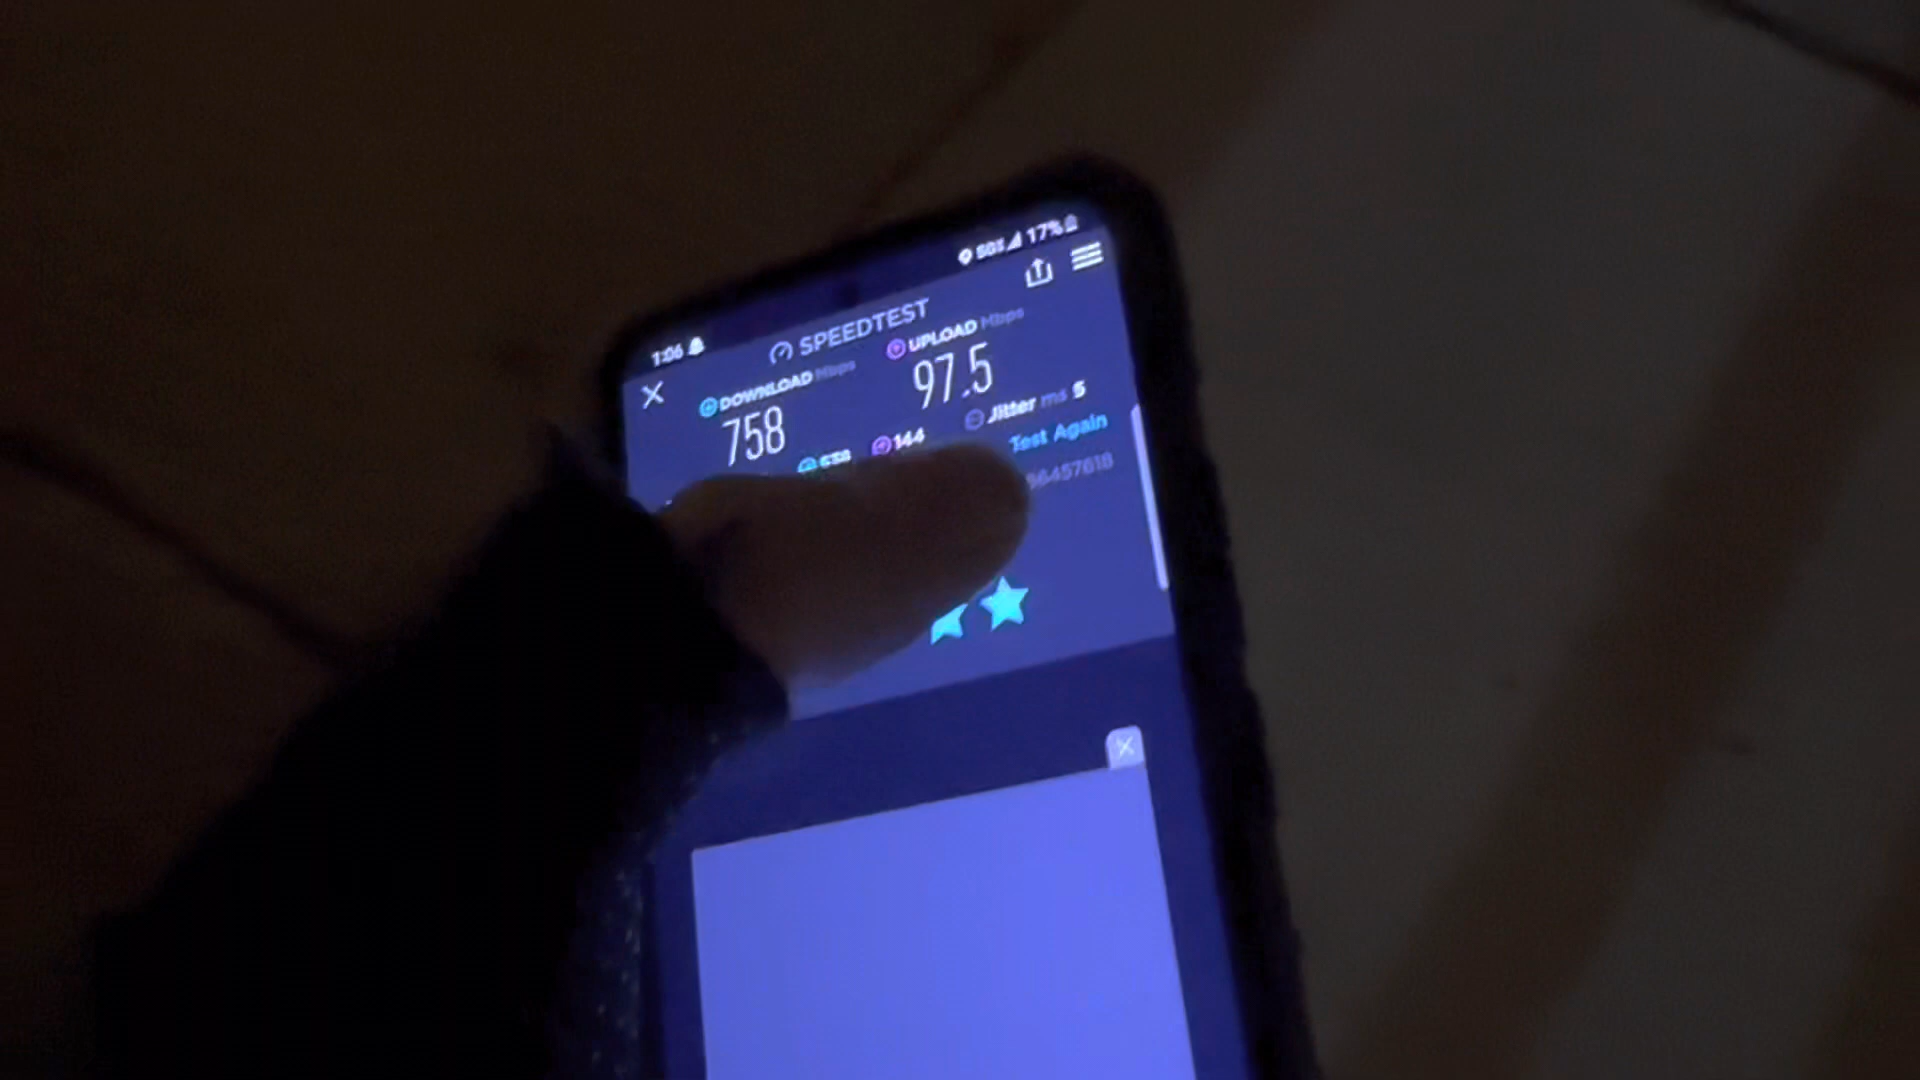 1:06 17%
SPEEDTEST
DOWNLOAD Mbps UPLOAD Mbps
758 97.5
144 Jitter ms 5
Test Again